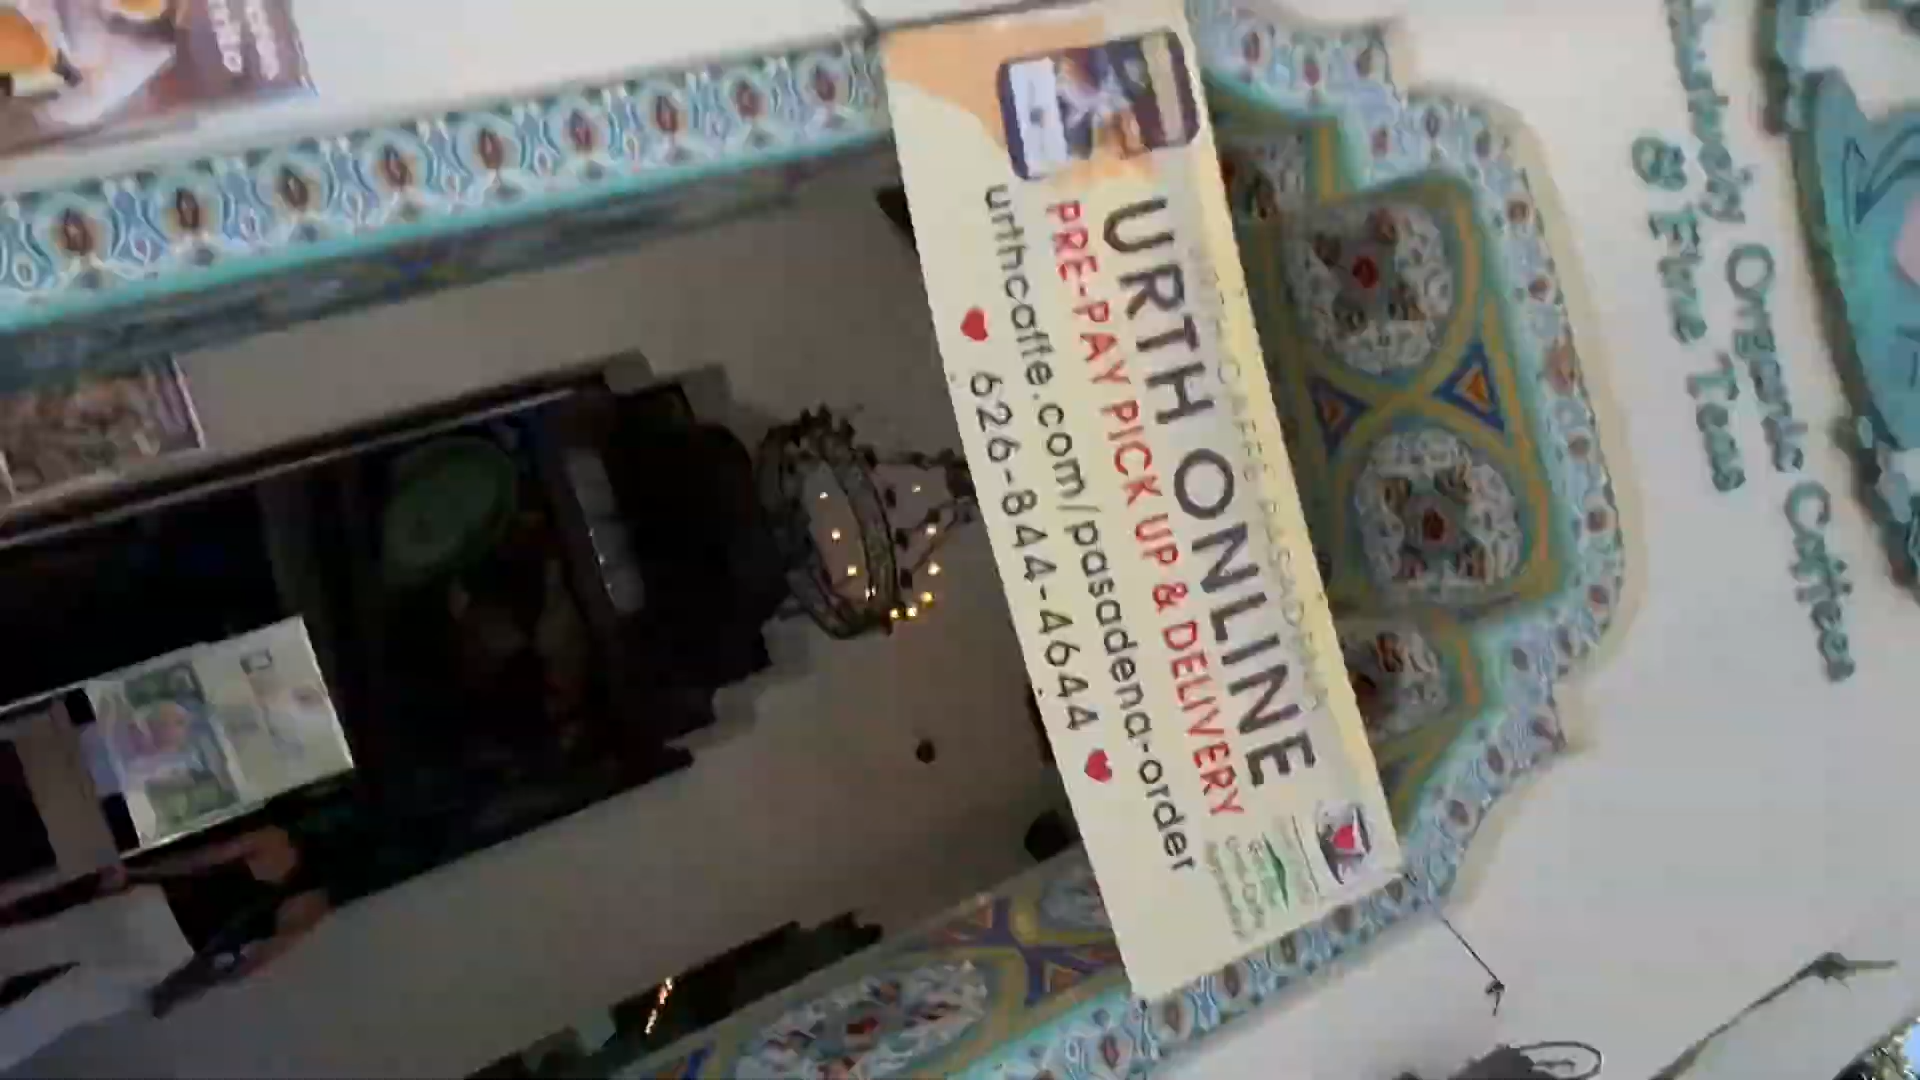 Exclusively Organic Coffees
& Fine Teas
URTH CAFFE PASADENA
URTH ONLINE
PRE-PAY PICK UP & DELIVERY
urthcaffe.com/pasadena-order
♥ 626-844-4644 ♥